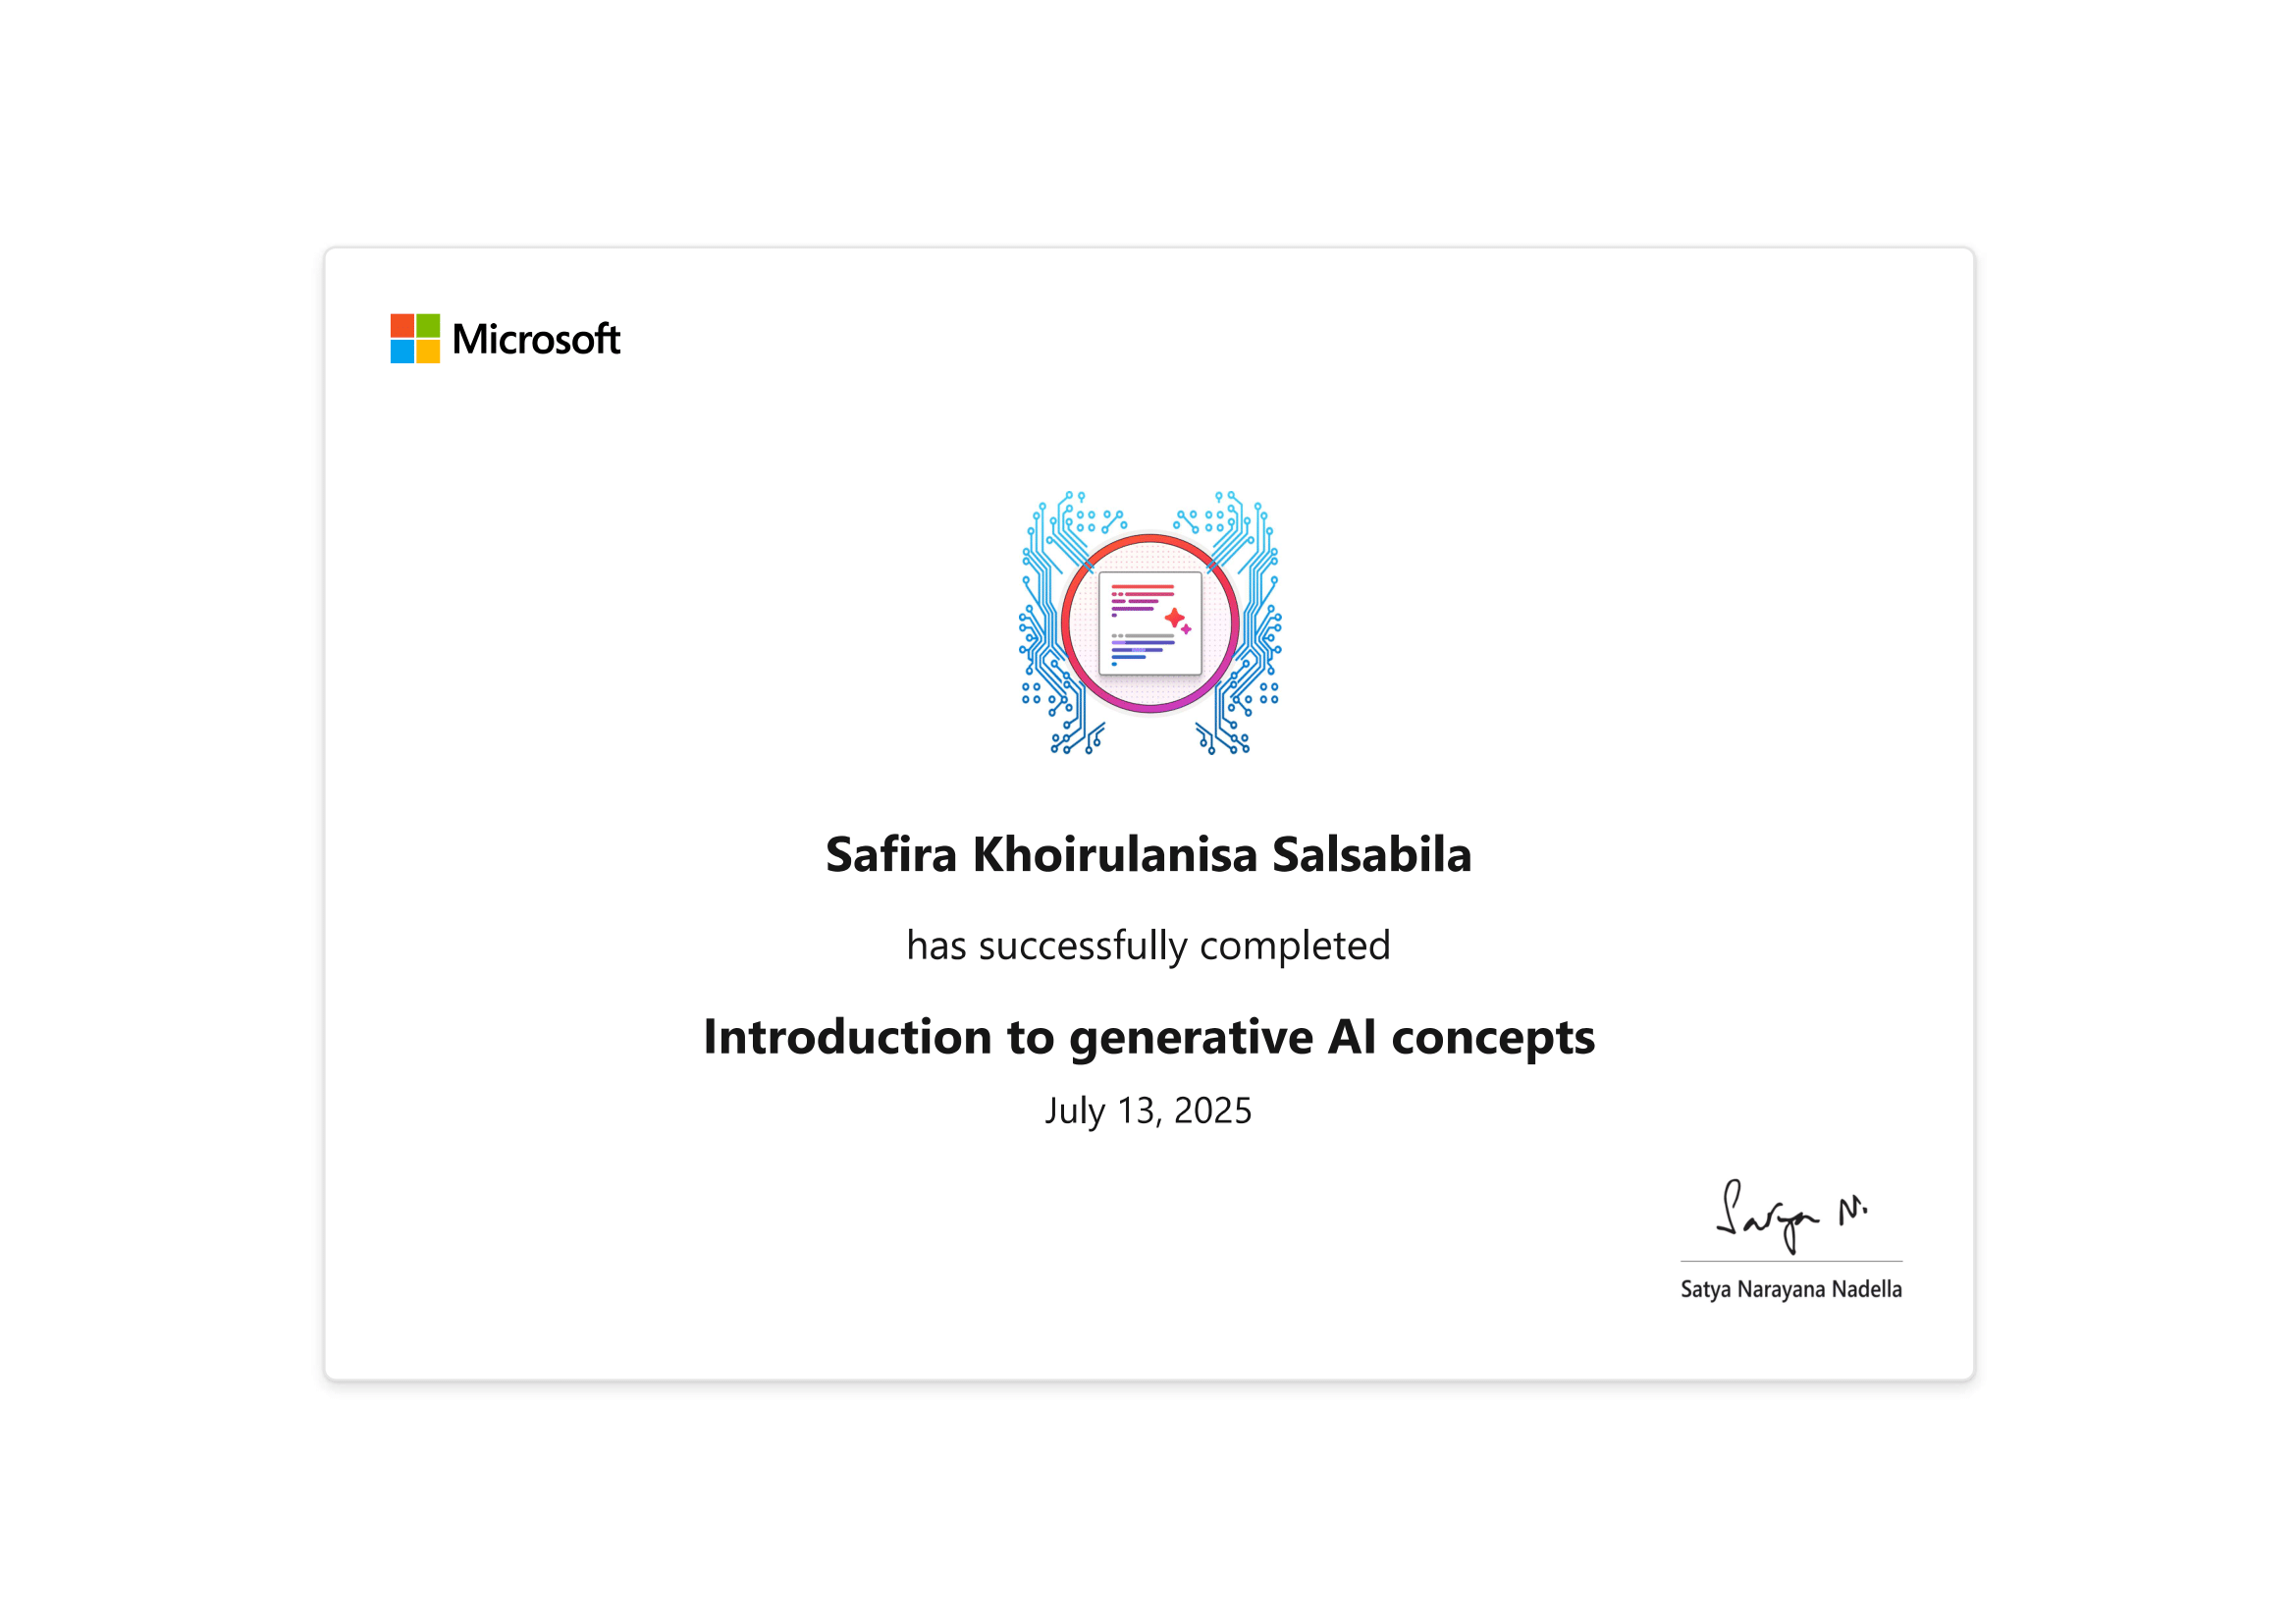 Microsoft
Safira Khoirulanisa Salsabila
has successfully completed
Introduction to generative AI concepts
July 13, 2025
Satya N.
Satya Narayana Nadella